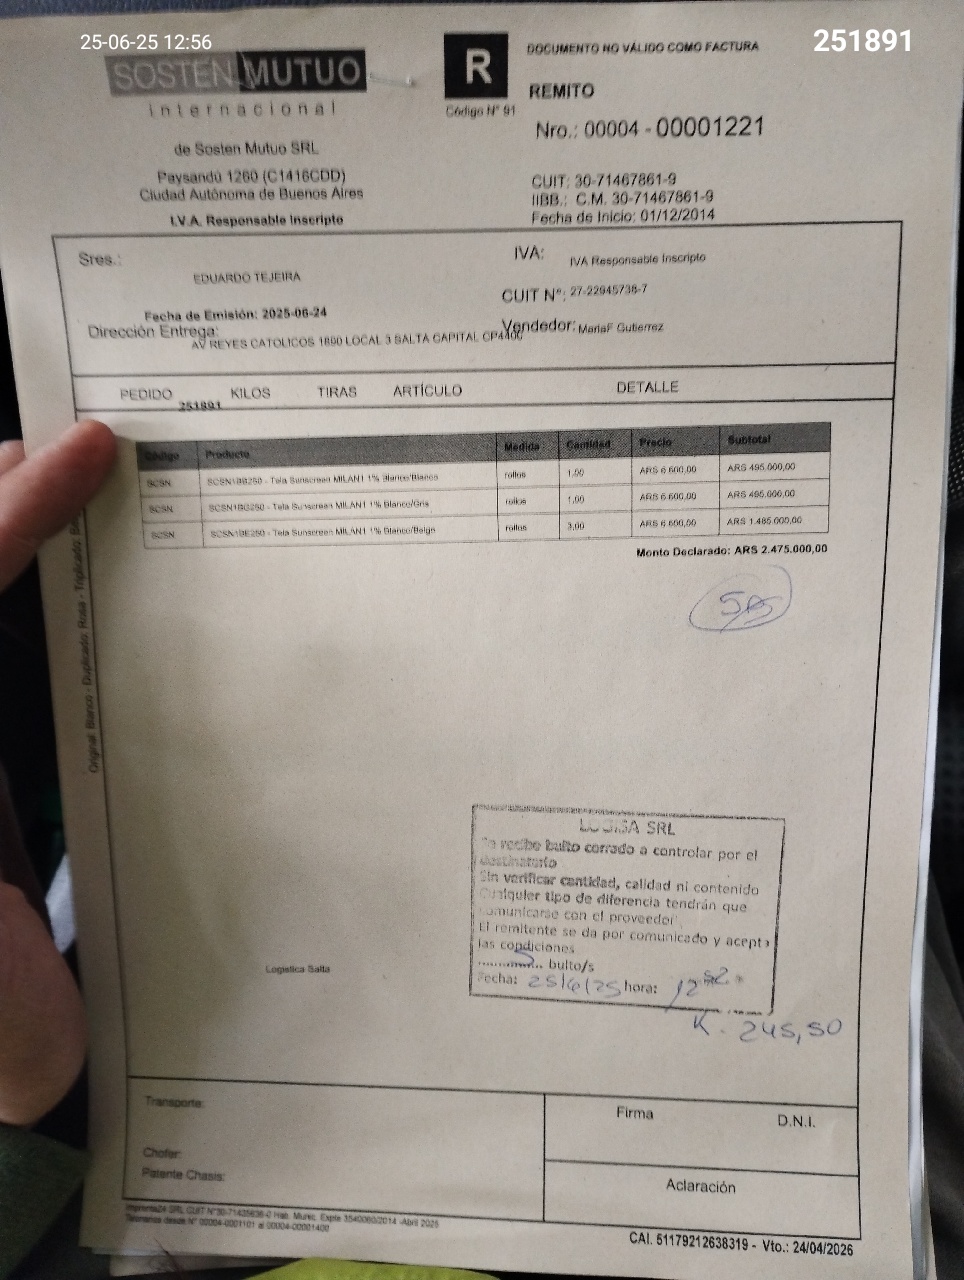 25-06-25 12:56
251891
SOSTEN MUTUO
internacional
de Sosten Mutuo SRL
Paysandú 1260 (C1416CDD)
Ciudad Autónoma de Buenos Aires
I.V.A. Responsable Inscripto
R
Código N° 91
DOCUMENTO NO VÁLIDO COMO FACTURA
REMITO
Nro.: 00004 - 00001221
CUIT: 30-71467861-9
IIBB.: C.M. 30-71467861-9
Fecha de Inicio: 01/12/2014
Sres.:
EDUARDO TEJEIRA
IVA: IVA Responsable Inscripto
CUIT N°: 27-22945738-7
Fecha de Emisión: 2025-06-24
Vendedor: MariaF Gutierrez
Dirección Entrega:
AV REYES CATOLICOS 1800 LOCAL 3 SALTA CAPITAL CP4400
PEDIDO KILOS TIRAS ARTÍCULO DETALLE
251891
Código Producto Medida Cantidad Precio Subtotal
SCSN SCSN1BB250 - Tela Sunscreen MILAN1 1% Blanco/Blanco rollos 1,00 ARS 6.600,00 ARS 495.000,00
SCSN SCSN1BG250 - Tela Sunscreen MILAN1 1% Blanco/Gris rollos 1,00 ARS 6.600,00 ARS 495.000,00
SCSN SCSN1BE250 - Tela Sunscreen MILAN1 1% Blanco/Beige rollos 3,00 ARS 6.600,00 ARS 1.485.000,00
Monto Declarado: ARS 2.475.000,00
Original: Blanco - Duplicado: Rosa - Triplicado:
LOGISA SRL
recibe bulto cerrado a controlar por el
destinatario
Sin verificar cantidad, calidad ni contenido
Cualquier tipo de diferencia tendrán que
comunicarse con el proveedor
El remitente se da por comunicado y acepta
las condiciones
5 bulto/s
Fecha: 25/6/25 hora: 12 52
K. 245,50
Logistica Salta
Transporte:
Chofer:
Patente Chasis:
Firma
D.N.I.
Aclaración
CAI. 51179212638319 - Vto.: 24/04/2026